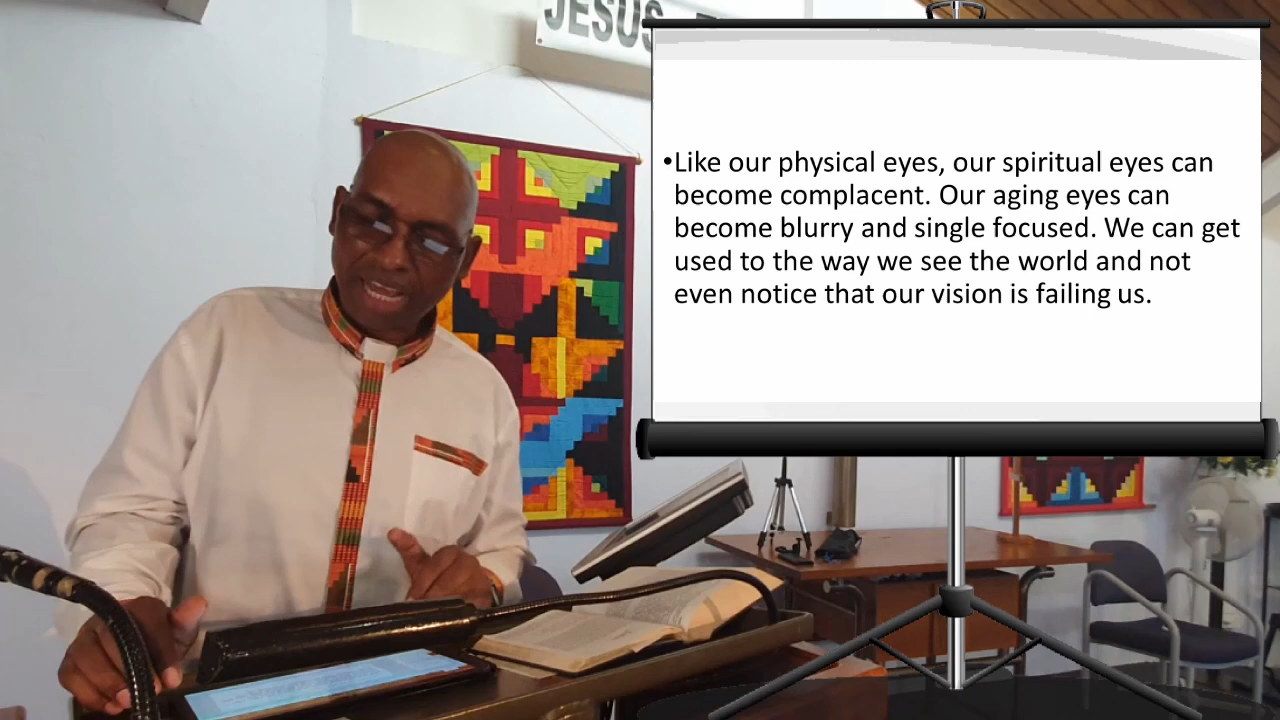 JESUS
•Like our physical eyes, our spiritual eyes can
become complacent. Our aging eyes can
become blurry and single focused. We can get
used to the way we see the world and not
even notice that our vision is failing us.